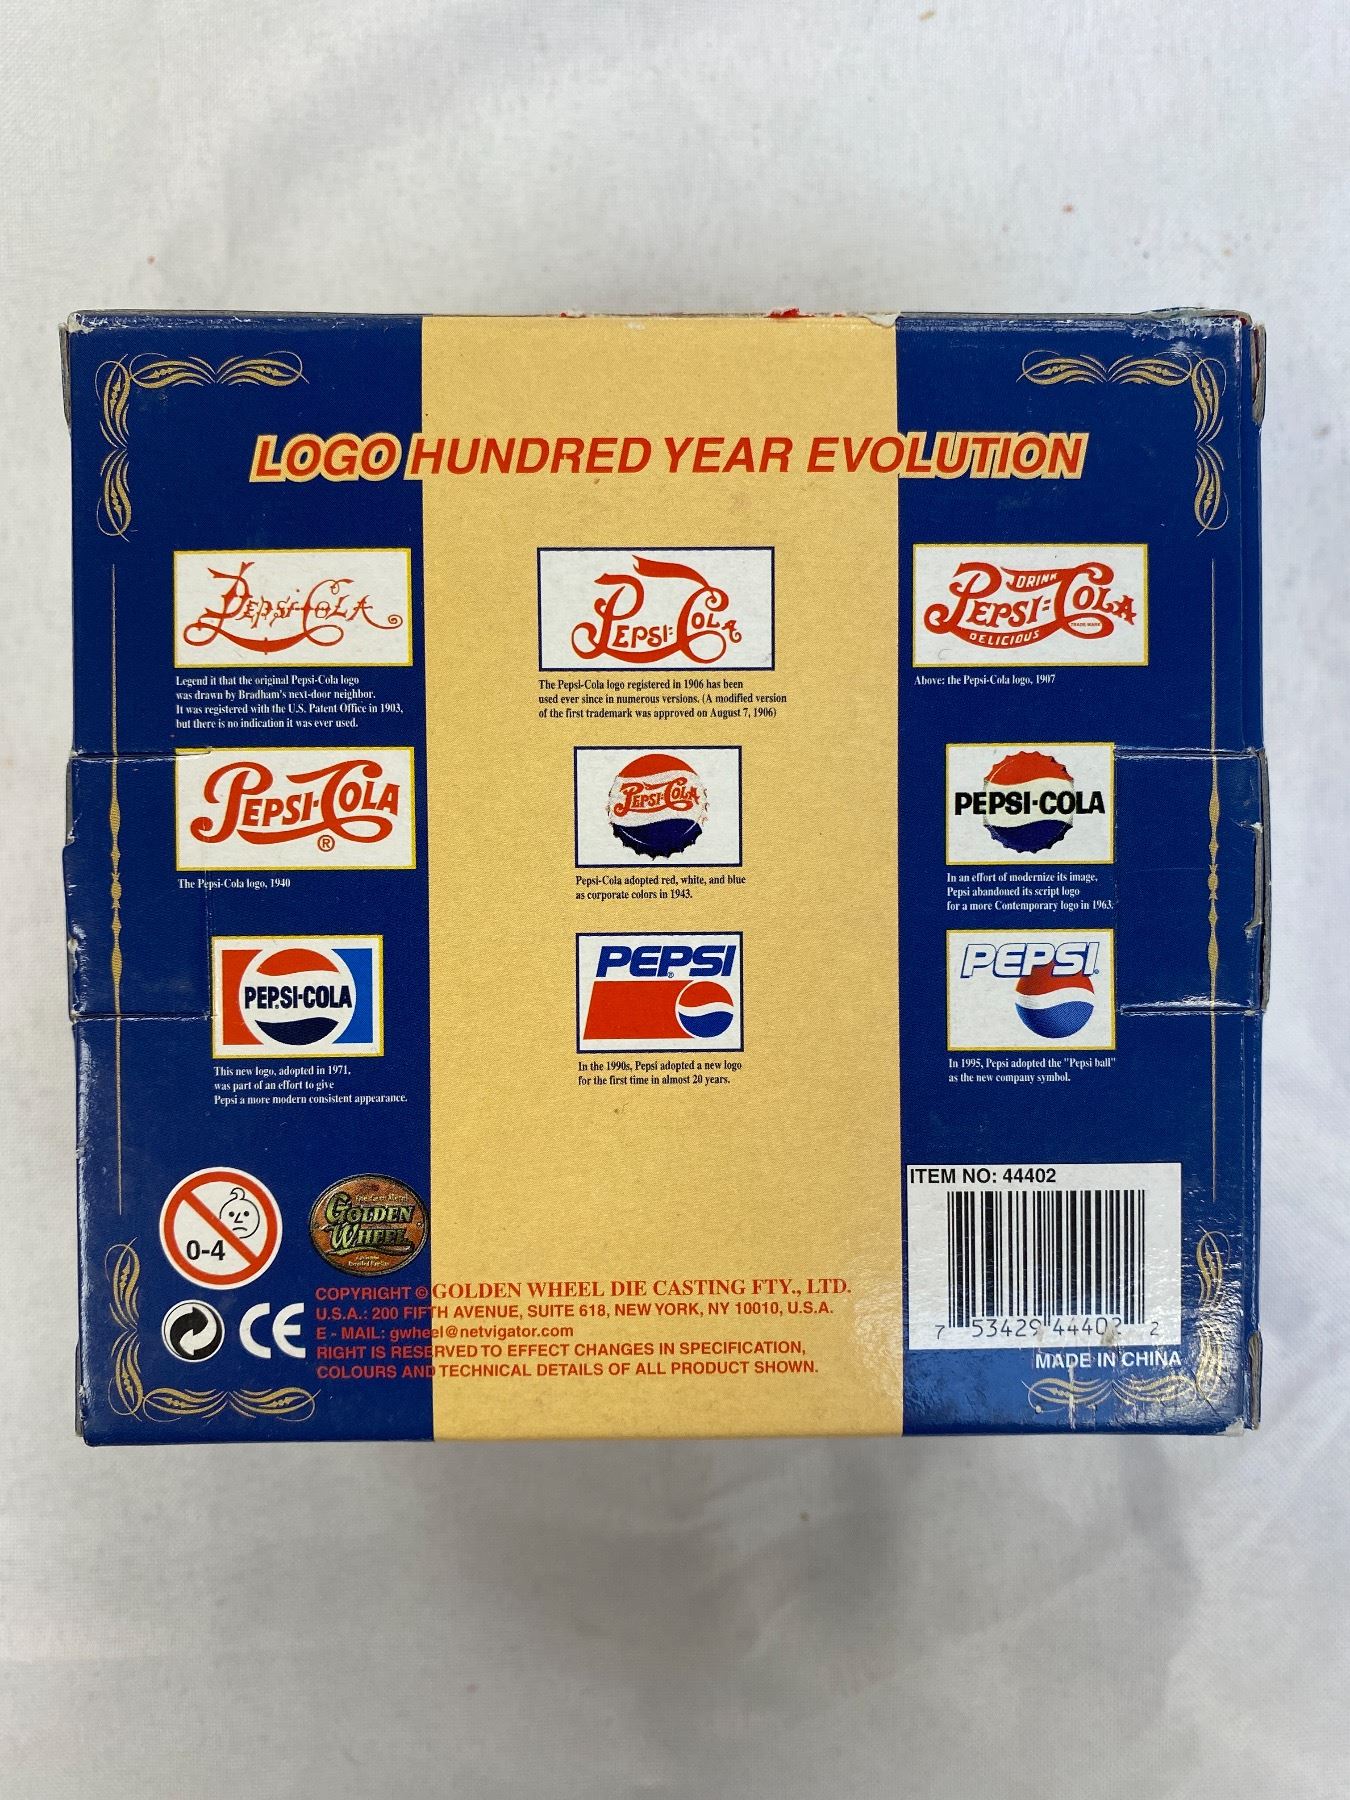 LOGO HUNDRED YEAR EVOLUTION
PEPSI-COLA
Legend it that the original Pepsi-Cola logo
was drawn by Bradham's next-door neighbor.
It was registered with the U.S. Patent Office in 1903,
but there is no indication it was ever used.
PEPSI-COLA
The Pepsi-Cola logo registered in 1906 has been
used ever since in numerous versions. (A modified version
of the first trademark was approved on August 7, 1906)
DRINK
PEPSI-COLA
DELICIOUS
TRADE MARK
Above: the Pepsi-Cola logo, 1907
PEPSI-COLA
®
The Pepsi-Cola logo, 1940
PEPSI-COLA
Pepsi-Cola adopted red, white, and blue
as corporate colors in 1943.
PEPSI-COLA
In an effort of modernize its image,
Pepsi abandoned its script logo
for a more Contemporary logo in 1963.
PEPSI-COLA
This new logo, adopted in 1971,
was part of an effort to give
Pepsi a more modern consistent appearance.
PEPSI®
In the 1990s, Pepsi adopted a new logo
for the first time in almost 20 years.
PEPSI®
In 1995, Pepsi adopted the "Pepsi ball"
as the new company symbol.
0-4
GOLDEN
WHEEL
CE
COPYRIGHT © GOLDEN WHEEL DIE CASTING FTY., LTD.
U.S.A.: 200 FIFTH AVENUE, SUITE 618, NEW YORK, NY 10010, U.S.A.
E - MAIL: gwheel@netvigator.com
RIGHT IS RESERVED TO EFFECT CHANGES IN SPECIFICATION,
COLOURS AND TECHNICAL DETAILS OF ALL PRODUCT SHOWN.
ITEM NO: 44402
7 53429 44402 2
MADE IN CHINA